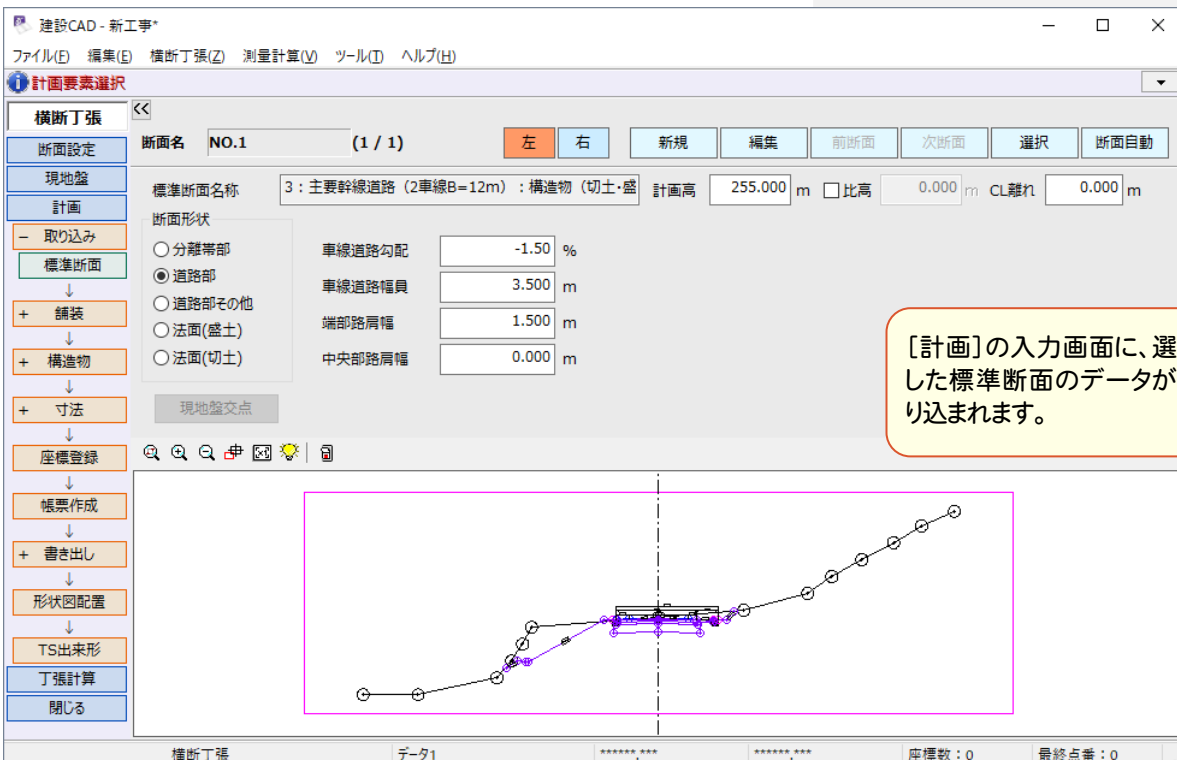 建設CAD - 新工事*
ファイル(F) 編集(E) 横断丁張(Z) 測量計算(V) ツール(T) ヘルプ(H)
計画要素選択
横断丁張
<<
断面設定
断面名 NO.1 (1 / 1) 左 右 新規 編集 前断面 次断面 選択 断面自動
現地盤
標準断面名称 3：主要幹線道路（2車線B=12m）：構造物（切土・盛 計画高 255.000 m 比高 0.000 m CL離れ 0.000 m
計画
断面形状
− 取り込み
分離帯部 車線道路勾配 -1.50 %
標準断面
道路部 車線道路幅員 3.500 m
↓
道路部その他
+ 舗装
端部路肩幅 1.500 m
法面(盛土)
↓
法面(切土) 中央部路肩幅 0.000 m
+ 構造物
↓
[計画]の入力画面に、選
した標準断面のデータが
り込まれます。
+ 寸法
現地盤交点
↓
座標登録
↓
帳票作成
↓
+ 書き出し
↓
形状図配置
↓
TS出来形
丁張計算
閉じる
横断丁張 データ1 ******.*** ******.*** 座標数：0 最終点番：0